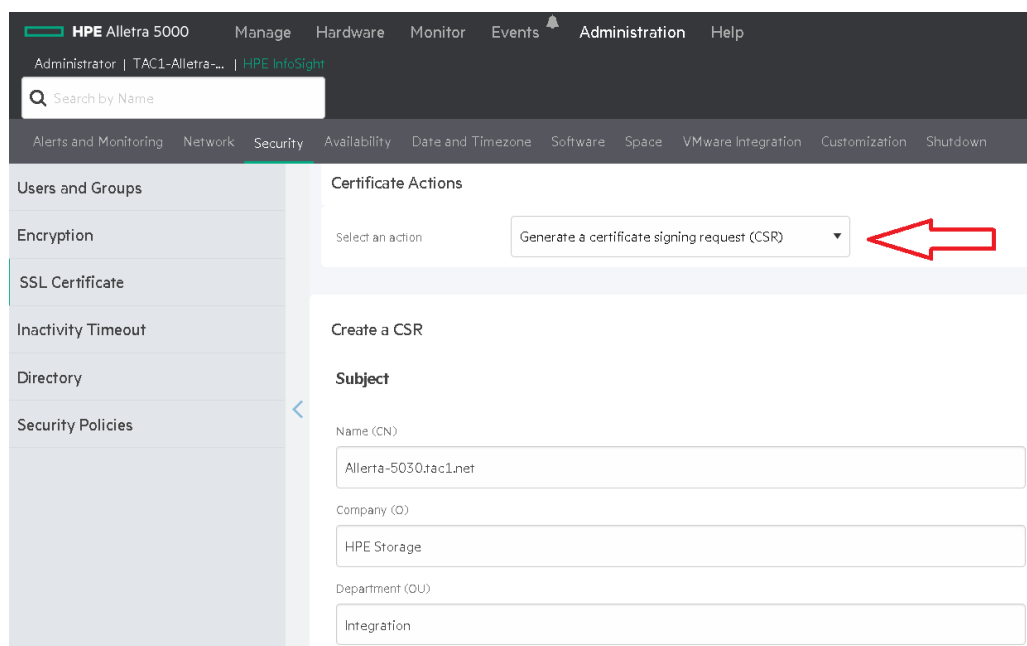 HPE Alletra 5000 Manage Hardware Monitor Events Administration Help
Administrator | TAC1-Alletra-... | HPE InfoSight
Search by Name
Alerts and Monitoring Network Security Availability Date and Timezone Software Space VMware Integration Customization Shutdown
Users and Groups
Encryption
SSL Certificate
Inactivity Timeout
Directory
Security Policies
Certificate Actions
Select an action Generate a certificate signing request (CSR)
Create a CSR
Subject
Name (CN)
Allerta-5030.tac1.net
Company (O)
HPE Storage
Department (OU)
Integration